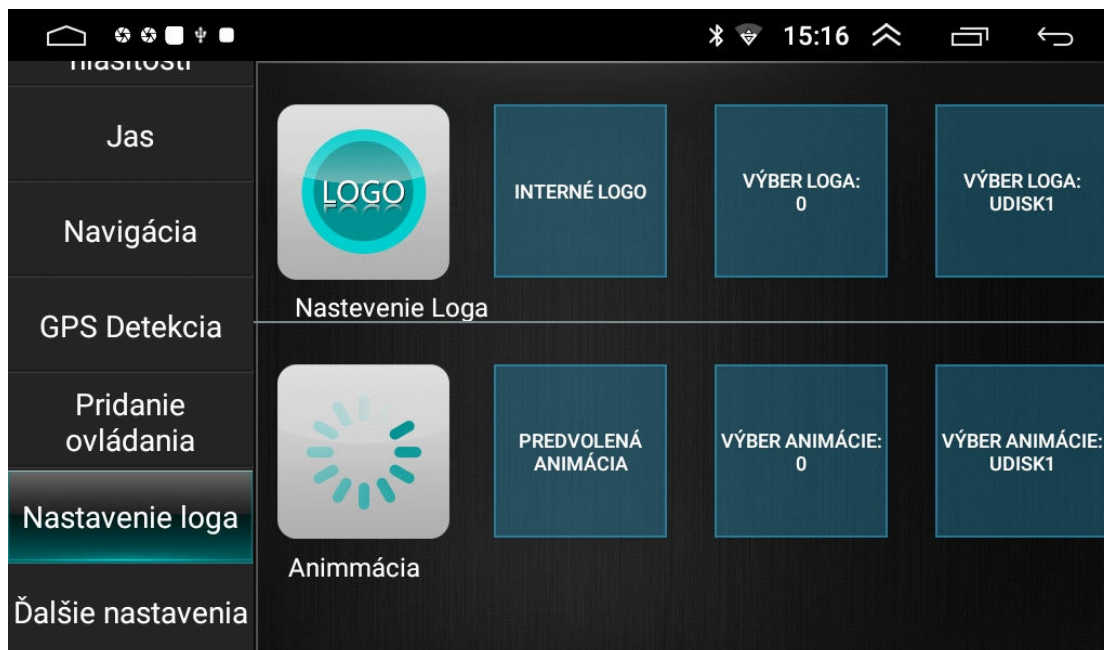 15:16
hlasitosti
Jas
Navigácia
GPS Detekcia
Pridanie
ovládania
Nastavenie loga
Ďalšie nastavenia
LOGO
Nastevenie Loga
INTERNÉ LOGO
VÝBER LOGA:
0
VÝBER LOGA:
UDISK1
Animmácia
PREDVOLENÁ
ANIMÁCIA
VÝBER ANIMÁCIE:
0
VÝBER ANIMÁCIE:
UDISK1